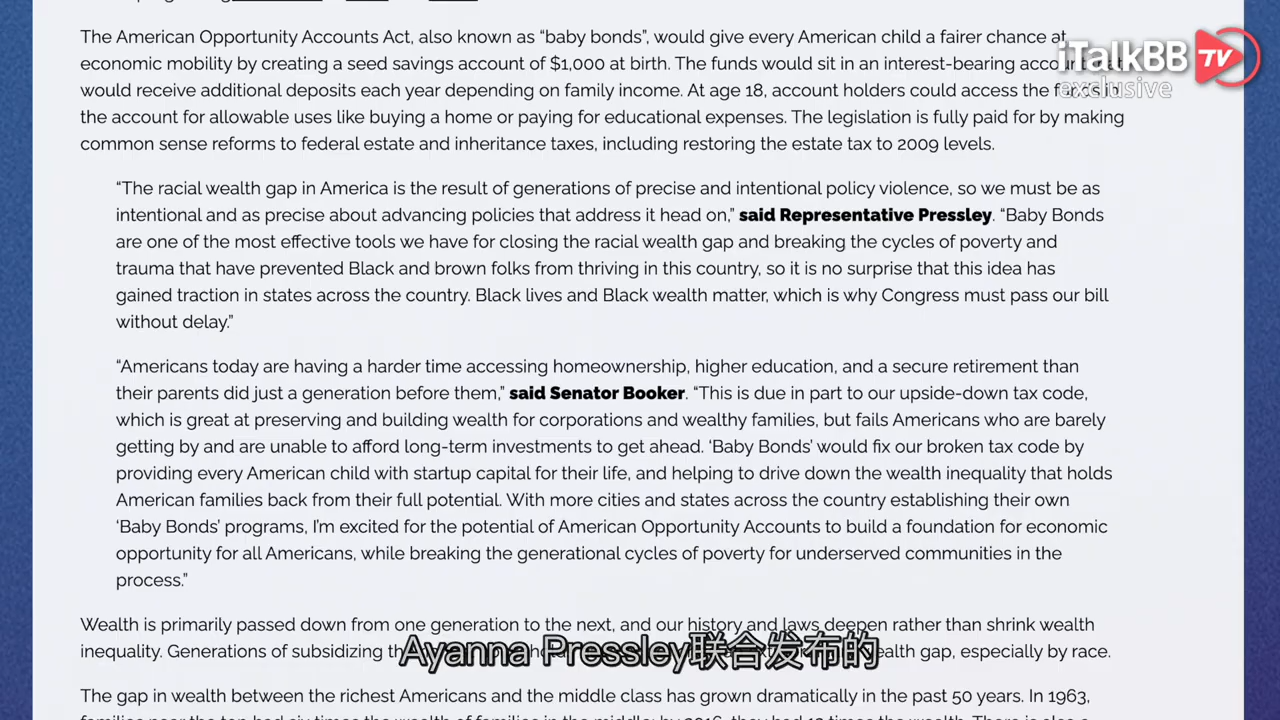 The American Opportunity Accounts Act, also known as “baby bonds”, would give every American child a fairer chance at
economic mobility by creating a seed savings account of $1,000 at birth. The funds would sit in an interest-bearing
would receive additional deposits each year depending on family income. At age 18, account holders could access the funds in
the account for allowable uses like buying a home or paying for educational expenses. The legislation is fully paid for by making
common sense reforms to federal estate and inheritance taxes, including restoring the estate tax to 2009 levels.
iTalkBB TV
exclusive
“The racial wealth gap in America is the result of generations of precise and intentional policy violence, so we must be as
intentional and as precise about advancing policies that address it head on,” said Representative Pressley. “Baby Bonds
are one of the most effective tools we have for closing the racial wealth gap and breaking the cycles of poverty and
trauma that have prevented Black and brown folks from thriving in this country, so it is no surprise that this idea has
gained traction in states across the country. Black lives and Black wealth matter, which is why Congress must pass our bill
without delay.”
“Americans today are having a harder time accessing homeownership, higher education, and a secure retirement than
their parents did just a generation before them,” said Senator Booker. “This is due in part to our upside-down tax code,
which is great at preserving and building wealth for corporations and wealthy families, but fails Americans who are barely
getting by and are unable to afford long-term investments to get ahead. ‘Baby Bonds’ would fix our broken tax code by
providing every American child with startup capital for their life, and helping to drive down the wealth inequality that holds
American families back from their full potential. With more cities and states across the country establishing their own
‘Baby Bonds’ programs, I’m excited for the potential of American Opportunity Accounts to build a foundation for economic
opportunity for all Americans, while breaking the generational cycles of poverty for underserved communities in the
process.”
Wealth is primarily passed down from one generation to the next, and our history and laws deepen rather than shrink wealth
inequality. Generations of subsidizing wealth gap, especially by race.
Ayanna Pressley联合发布的
The gap in wealth between the richest Americans and the middle class has grown dramatically in the past 50 years. In 1963,